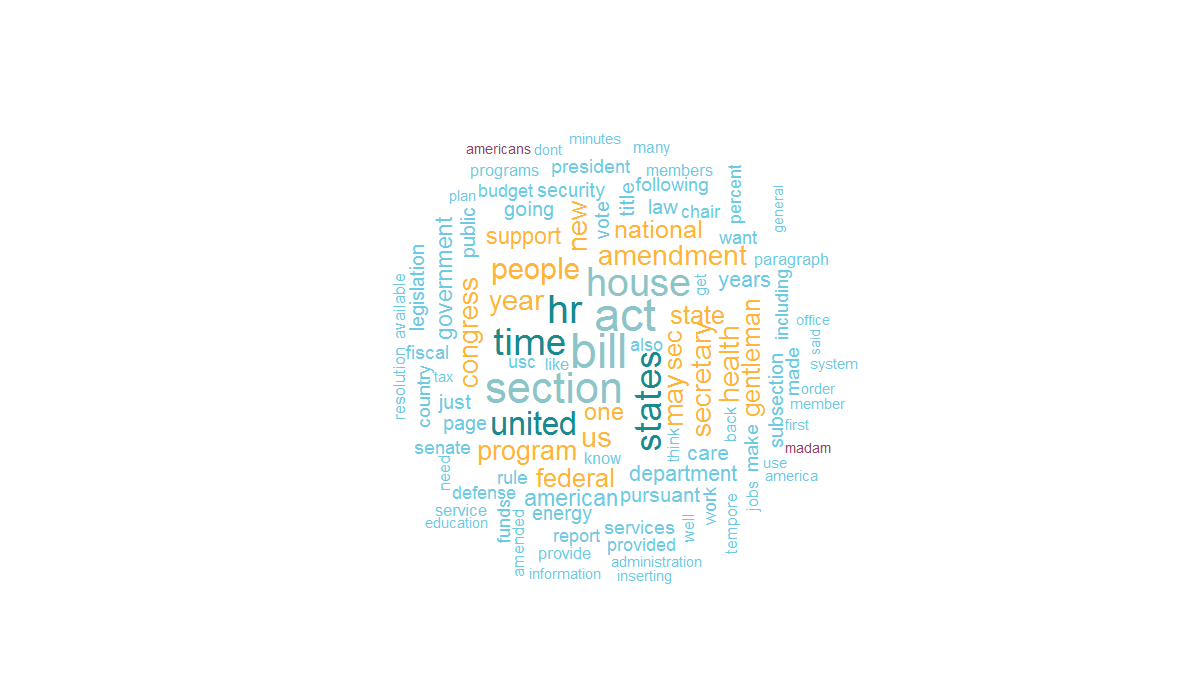 minutes
americans
dont
many
programs
president
members
plan
budget
security
following
percent
general
public
going
title
law
chair
vote
new
government
support
national
want
legislation
people
amendment
paragraph
available
congress
year
hr
house
get
years
including
act
state
office
time
bill
also
secretary
health
gentleman
said
fiscal
usc
like
states
may
sec
made
system
resolution
tax
country
section
subsection
order
member
just
page
united
one
think
back
first
senate
program
us
know
care
make
madam
need
rule
federal
department
use
america
defense
american
pursuant
work
jobs
service
funds
energy
education
amended
report
services
well
tempore
provide
provided
information
administration
inserting